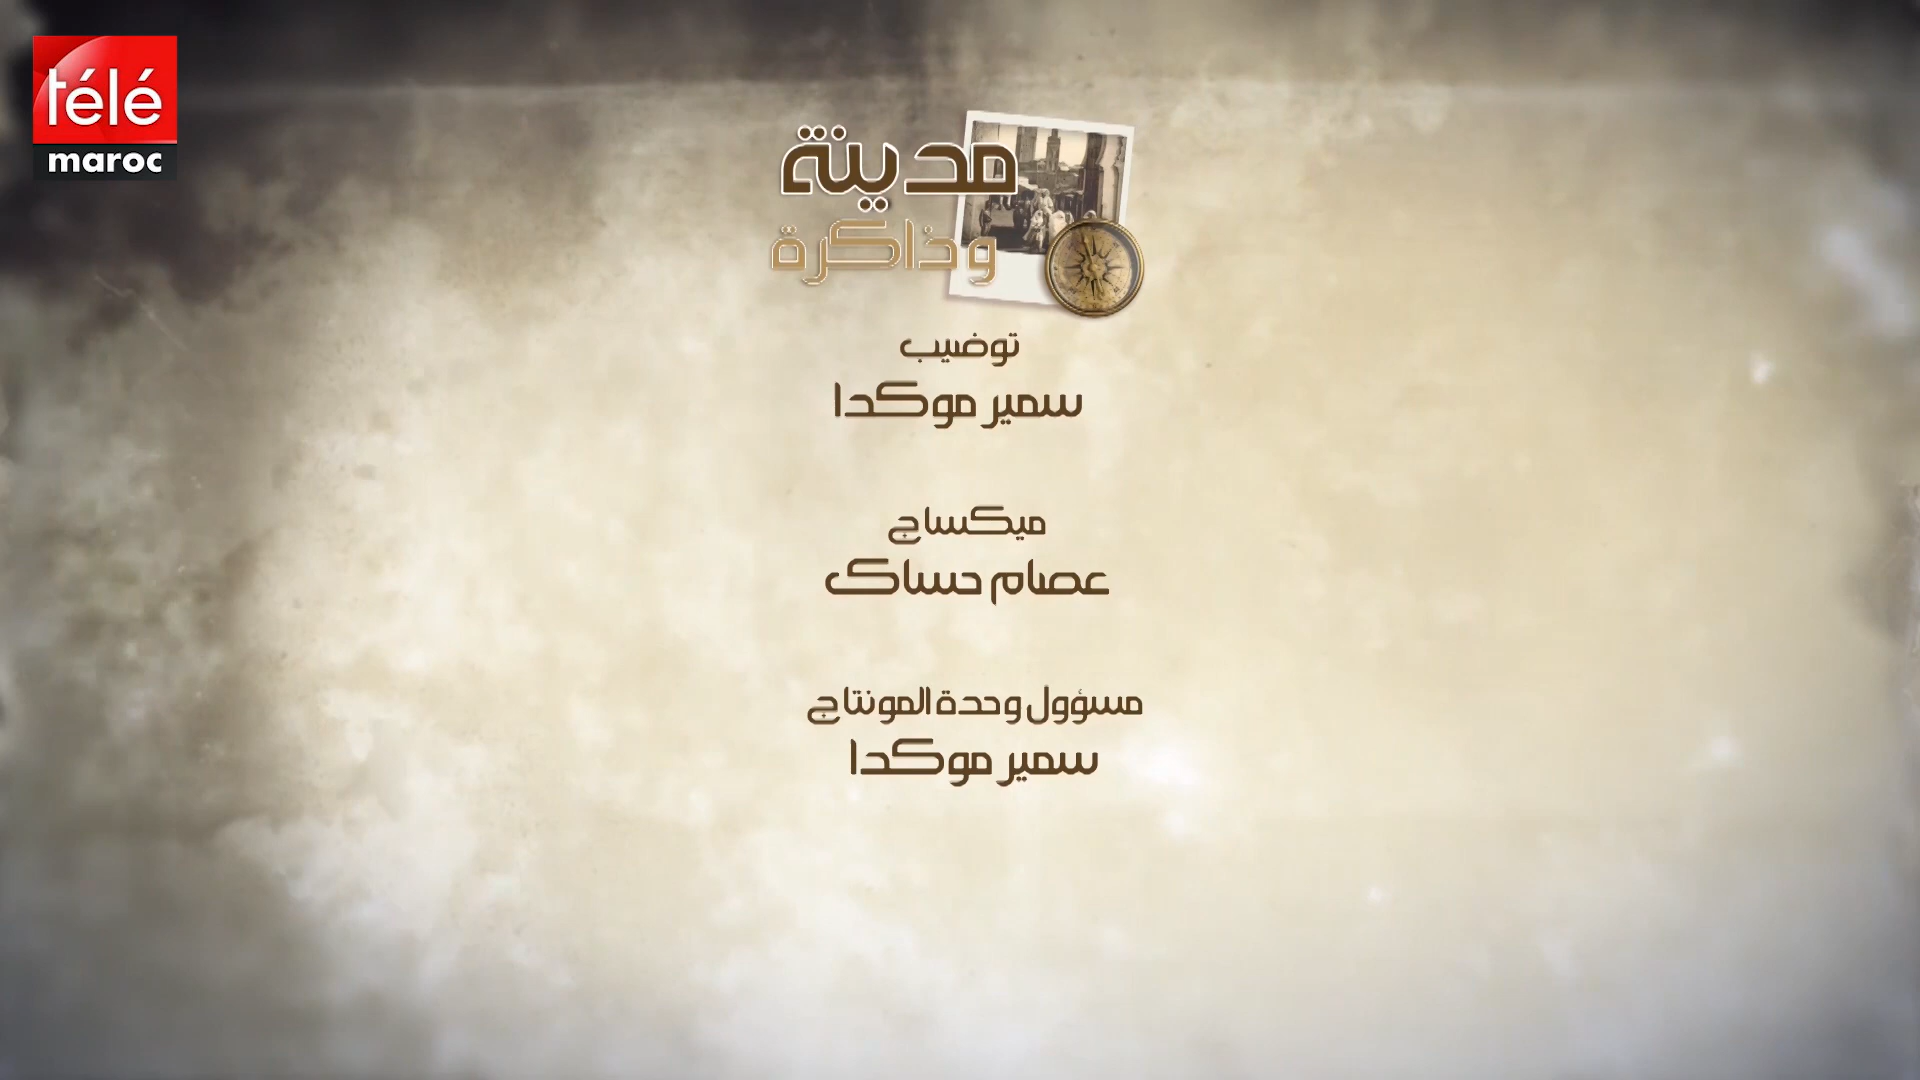 télé
maroc
مدينة
وذاكرة
توضيب
سمير موكدا
ميكساج
عصام حساك
مسؤول وحدة المونتاج
سمير موكدا